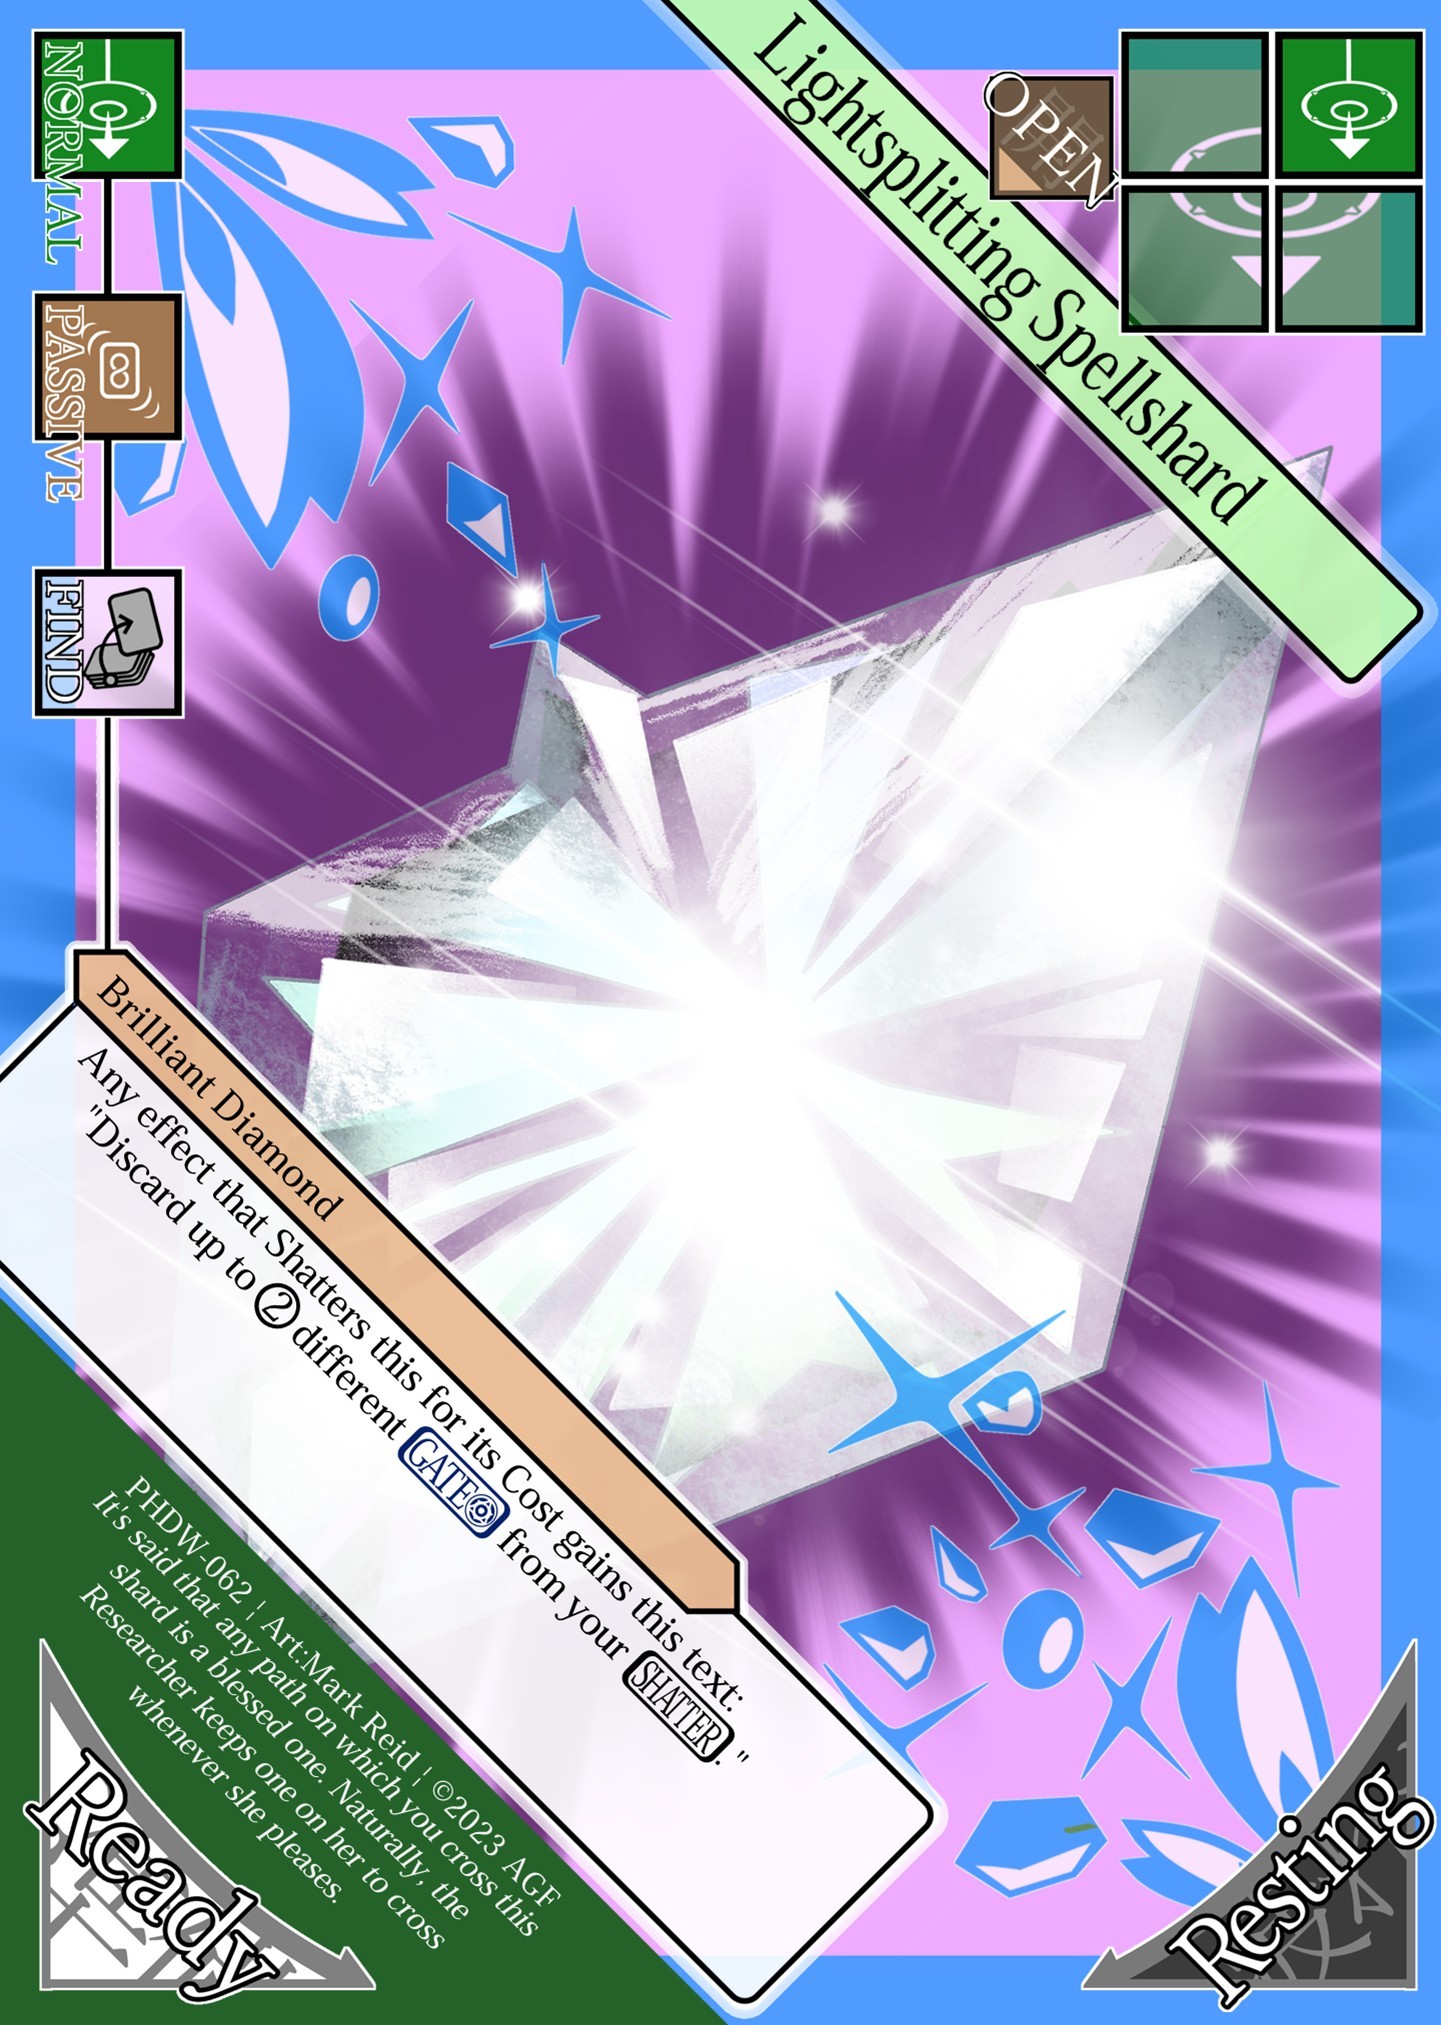 Lightsplitting Spellshard
OPEN
NORMAL
PASSIVE
8
FIND
Brilliant Diamond
Any effect that Shatters this for its Cost gains this text:
"Discard up to ② different GATE from your SHATTER."
PHDW-062 ¦ Art:Mark Reid ¦ ©2023 AGF
It's said that any path on which you cross this
shard is a blessed one. Naturally, the
Researcher keeps one on her to cross
whenever she pleases.
Ready
Resting